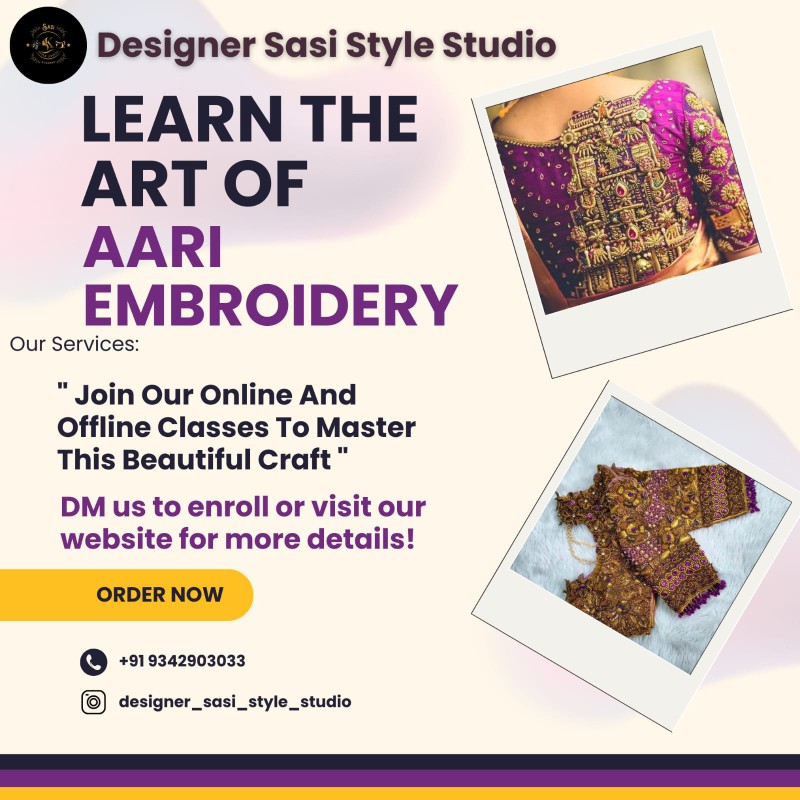 SASI
Designer Sasi Style Studio
LEARN THE
ART OF
AARI
EMBROIDERY
Our Services:
" Join Our Online And
Offline Classes To Master
This Beautiful Craft "
DM us to enroll or visit our
website for more details!
ORDER NOW
+91 9342903033
designer_sasi_style_studio